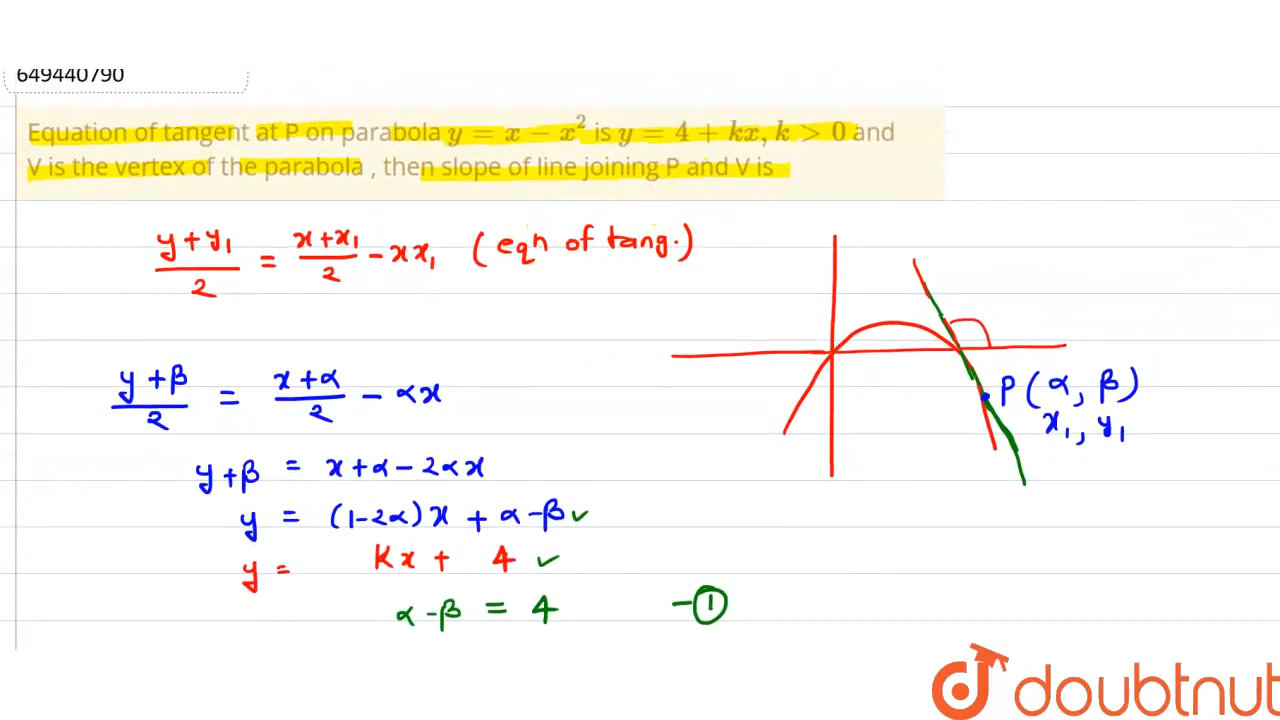 649440790
Equation of tangent at P on parabola y = x − x² is y = 4 + kx, k > 0 and
V is the vertex of the parabola , then slope of line joining P and V is
(y + y₁)/2 = (x + x₁)/2 − xx₁ (eqn of tang.)
(y + β)/2 = (x + α)/2 − αx
P(α, β)
x₁, y₁
y + β = x + α − 2αx
y = (1 − 2α)x + α − β ✓
y = Kx + 4 ✓
α − β = 4 − ①
doubtnut